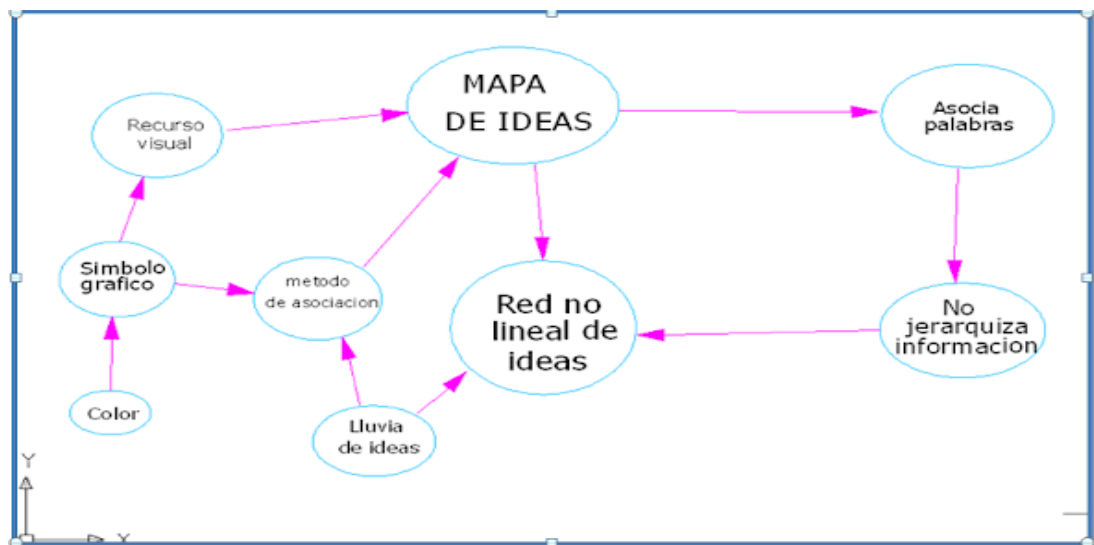 MAPA
DE IDEAS
Recurso
visual
Asocia
palabras
Simbolo
grafico
metodo
de asociacion
Red no
lineal de
ideas
No
jerarquiza
informacion
Color
Lluvia
de ideas
Y
X